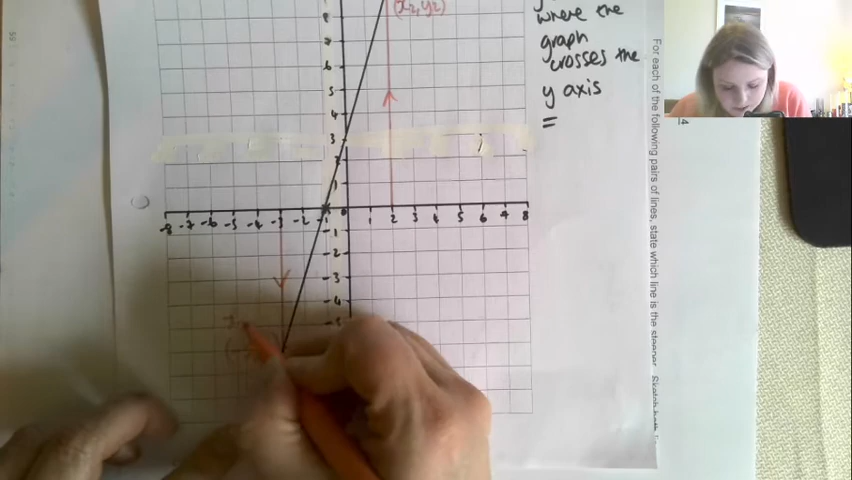 (x2, y2)
where the
graph
crosses the
y axis
=
8
6
5
4
3
2
1
-8 -7 -6 -5 -4 -3 -2 -1 0 1 2 3 4 5 6 7 8
-1
-2
-3
-4
-5
For each of the following pairs of lines, state which line is the steeper.
14